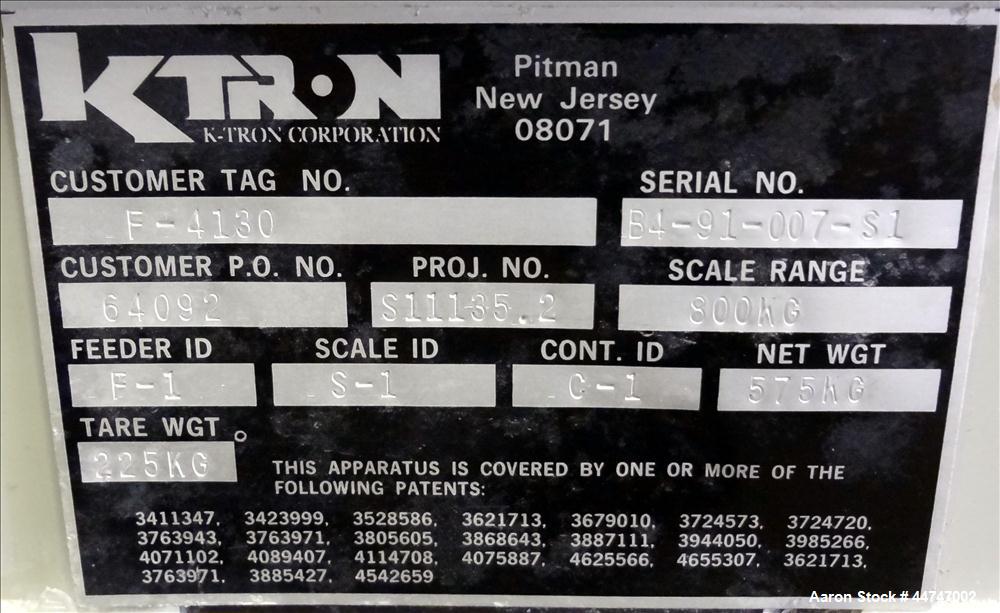 KTRON
K-TRON CORPORATION
Pitman
New Jersey
08071
CUSTOMER TAG NO. SERIAL NO.
F-4130 B4-91-007-S1
CUSTOMER P.O. NO. PROJ. NO. SCALE RANGE
64092 S11135.2 800KG
FEEDER ID SCALE ID CONT. ID NET WGT
F-1 S-1 C-1 575KG
TARE WGT
225KG
THIS APPARATUS IS COVERED BY ONE OR MORE OF THE
FOLLOWING PATENTS:
3411347, 3423999, 3528586, 3621713, 3679010, 3724573, 3724720,
3763943, 3763971, 3805605, 3868643, 3887111, 3944050, 3985266,
4071102, 4089407, 4114708, 4075887, 4625566, 4655307, 3621713,
3763971, 3885427, 4542659
Aaron Stock # 44747002